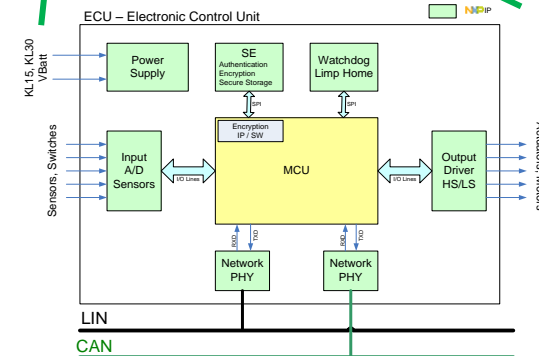 ECU – Electronic Control Unit
NXP IP
KL15, KL30
VBatt
Power
Supply
SE
Authentication
Encryption
Secure Storage
Watchdog
Limp Home
SPI
SPI
Encryption
IP / SW
Sensors, Switches
Input
A/D
Sensors
I/O Lines
MCU
I/O Lines
Output
Driver
HS/LS
RXD
TXD
RXD
TXD
Network
PHY
Network
PHY
LIN
CAN